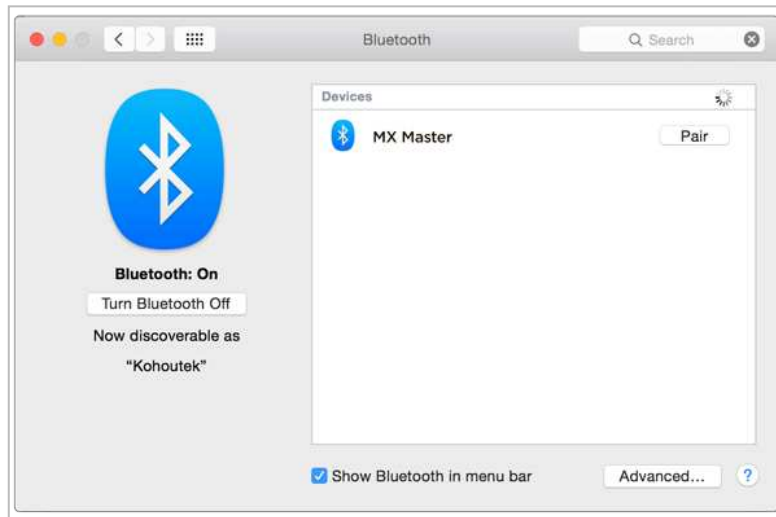 Bluetooth
Search
Devices
MX Master
Pair
Bluetooth: On
Turn Bluetooth Off
Now discoverable as
“Kohoutek”
Show Bluetooth in menu bar
Advanced...
?